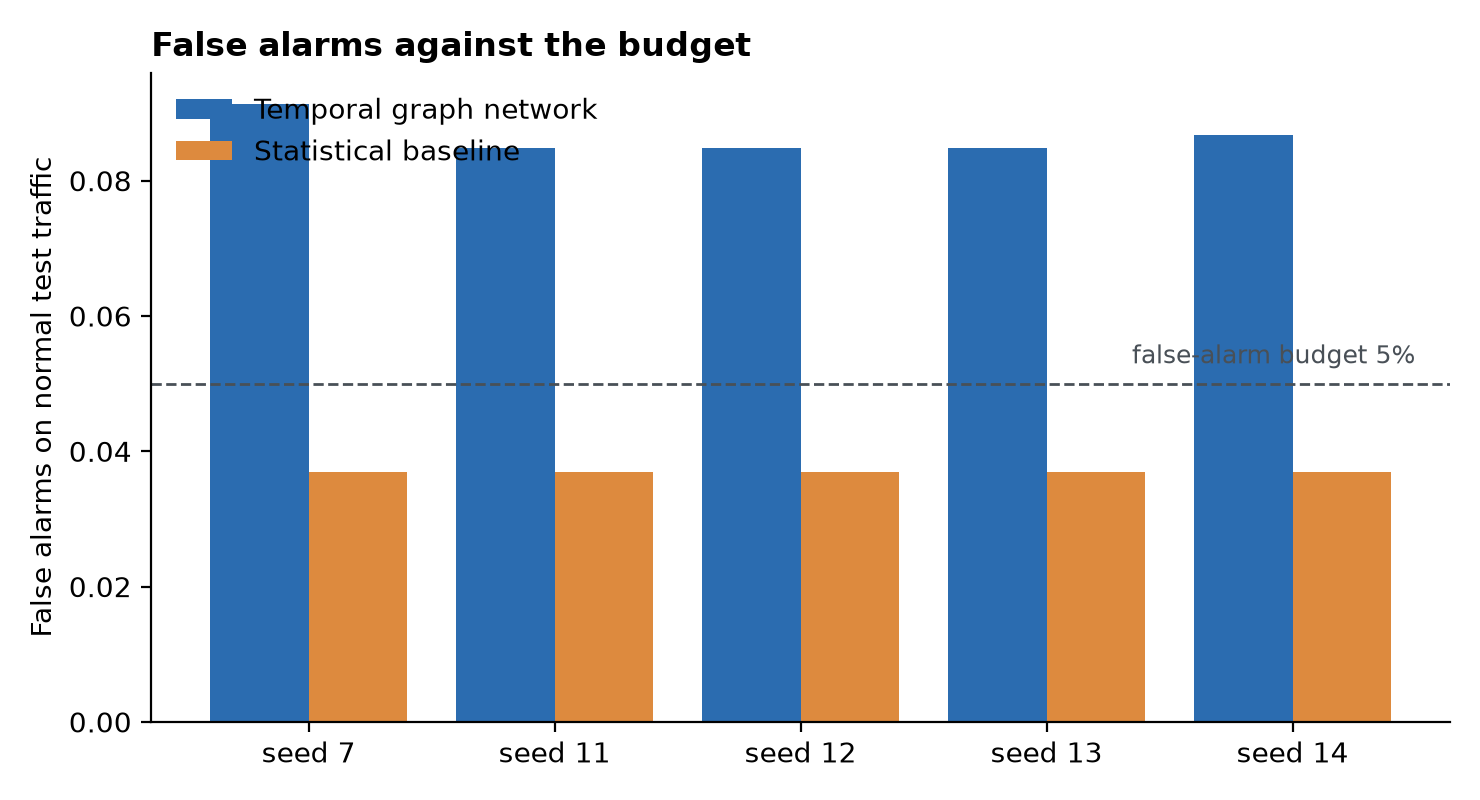 False alarms against the budget
Temporal graph network
Statistical baseline
False alarms on normal test traffic
0.08
0.06
0.04
0.02
0.00
false-alarm budget 5%
seed 7
seed 11
seed 12
seed 13
seed 14